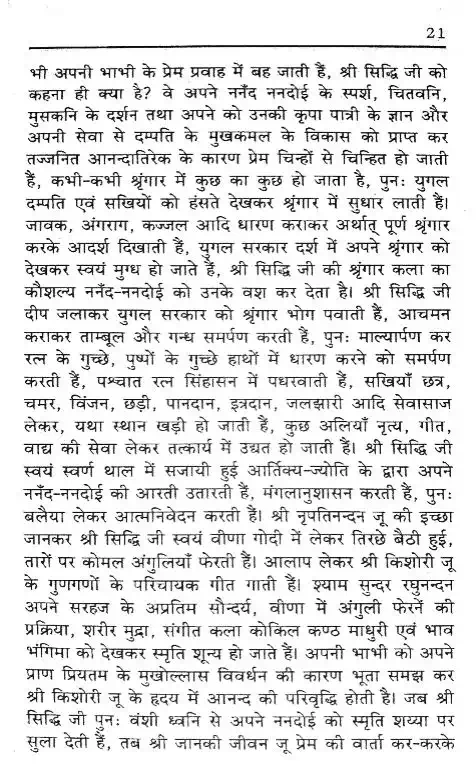 21
भी अपनी भाभी के प्रेम प्रवाह में बह जाती हैं, श्री सिद्धि जी को
कहना ही क्या है? वे अपने ननँद ननदोई के स्पर्श, चितवनि,
मुसकनि के दर्शन तथा अपने को उनकी कृपा पात्री के ज्ञान और
अपनी सेवा से दम्पति के मुखकमल के विकास को प्राप्त कर
तज्जनित आनन्दातिरेक के कारण प्रेम चिन्हों से चिन्हित हो जाती
हैं, कभी-कभी श्रृंगार में कुछ का कुछ हो जाता है, पुनः युगल
दम्पति एवं सखियों को हंसते देखकर श्रृंगार में सुधार लाती हैं।
जावक, अंगराग, कज्जल आदि धारण कराकर अर्थात् पूर्ण श्रृंगार
करके आदर्श दिखाती हैं, युगल सरकार दर्श में अपने श्रृंगार को
देखकर स्वयं मुग्ध हो जाते हैं, श्री सिद्धि जी की श्रृंगार कला का
कौशल्य ननँद-ननदोई को उनके वश कर देता है। श्री सिद्धि जी
दीप जलाकर युगल सरकार को श्रृंगार भोग पवाती हैं, आचमन
कराकर ताम्बूल और गन्ध समर्पण करती हैं, पुनः माल्यार्पण कर
रत्न के गुच्छे, पुष्पों के गुच्छे हाथों में धारण करने को समर्पण
करती हैं, पश्चात रत्न सिंहासन में पधरवाती हैं, सखियाँ छत्र,
चमर, विंजन, छड़ी, पानदान, इत्रदान, जलझारी आदि सेवासाज
लेकर, यथा स्थान खड़ी हो जाती हैं, कुछ अलियाँ नृत्य, गीत,
वाद्य की सेवा लेकर तत्कार्य में उद्यत हो जाती हैं। श्री सिद्धि जी
स्वयं स्वर्ण थाल में सजायी हुई आर्तिक्य-ज्योति के द्वारा अपने
ननँद-ननदोई की आरती उतारती हैं, मंगलानुशासन करती हैं, पुनः
बलैया लेकर आत्मनिवेदन करती हैं। श्री नृपतिनन्दन जू की इच्छा
जानकर श्री सिद्धि जी स्वयं वीणा गोदी में लेकर तिरछे बैठी हुई,
तारों पर कोमल अंगुलियाँ फेरती हैं। आलाप लेकर श्री किशोरी जू
के गुणगणों के परिचायक गीत गाती हैं। श्याम सुन्दर रघुनन्दन
अपने सरहज के अप्रतिम सौन्दर्य, वीणा में अंगुली फेरनें की
प्रक्रिया, शरीर मुद्रा, संगीत कला कोकिल कण्ठ माधुरी एवं भाव
भंगिमा को देखकर स्मृति शून्य हो जाते हैं। अपनी भाभी को अपने
प्राण प्रियतम के मुखोल्लास विवर्धन की कारण भूता समझ कर
श्री किशोरी जू के हृदय में आनन्द को परिवृद्धि होती है। जब श्री
सिद्धि जी पुनः वंशी ध्वनि से अपने ननदोई को स्मृति शय्या पर
सुला देती हैं, तब श्री जानकी जीवन जू प्रेम की वार्ता कर-करके